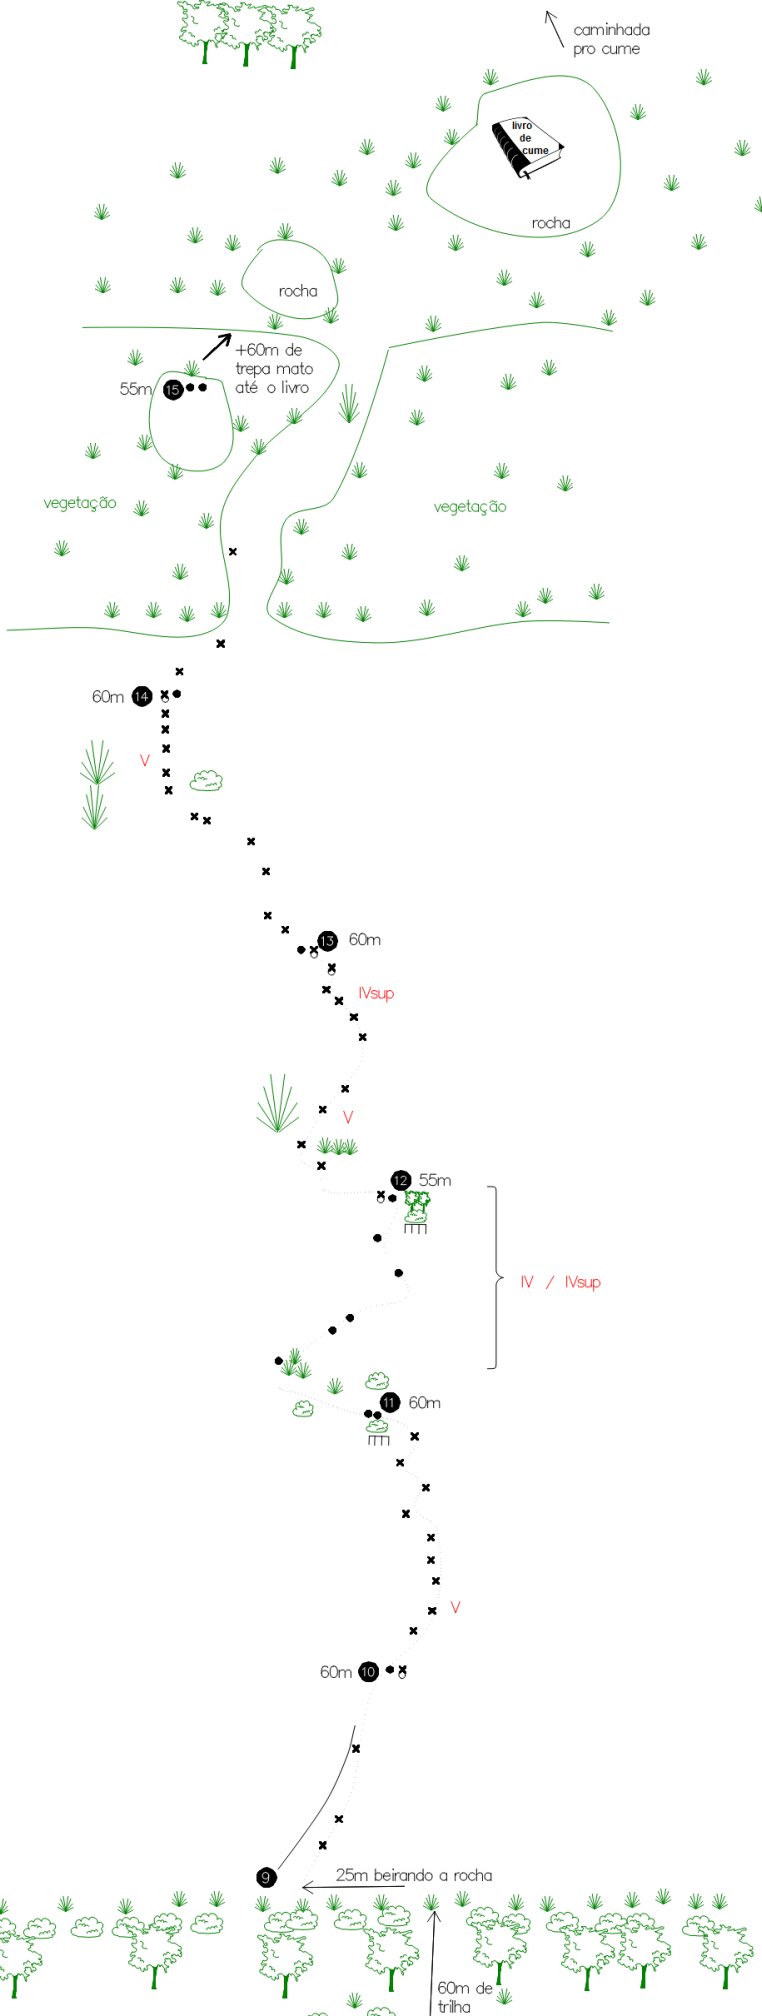 caminhada
pro cume
livro
de
cume
rocha
rocha
+60m de
trepa mato
até o livro
55m 15
vegetação
vegetação
60m 14
V
13 60m
IVsup
V
12 55m
IV / IVsup
11 60m
V
60m 10
9
25m beirando a rocha
60m de
trilha